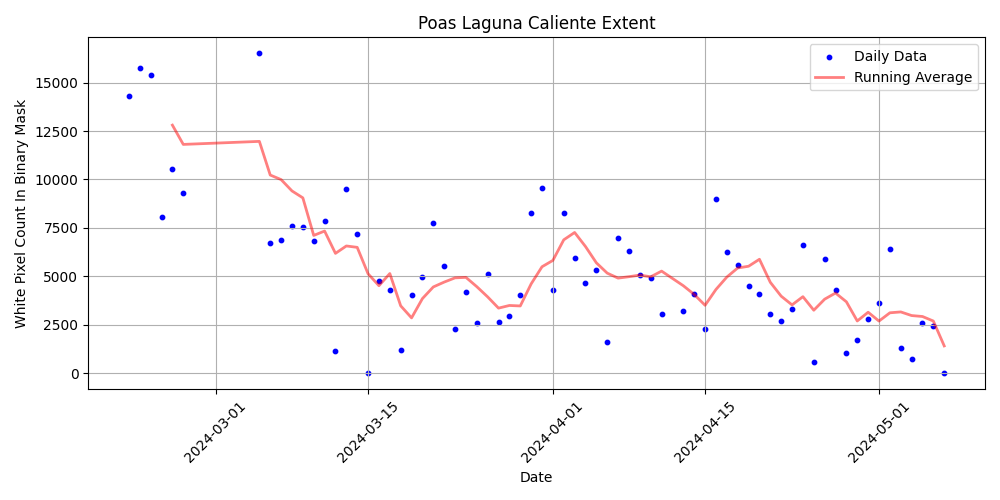 Poas Laguna Caliente Extent
Daily Data
Running Average
White Pixel Count In Binary Mask
15000
12500
10000
7500
5000
2500
0
2024-03-01
2024-03-15
2024-04-01
2024-04-15
2024-05-01
Date